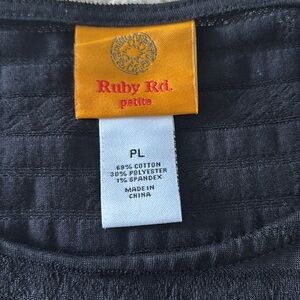 Ruby Rd.
petite
PL
69% COTTON
30% POLYESTER
1% SPANDEX
MADE IN
CHINA